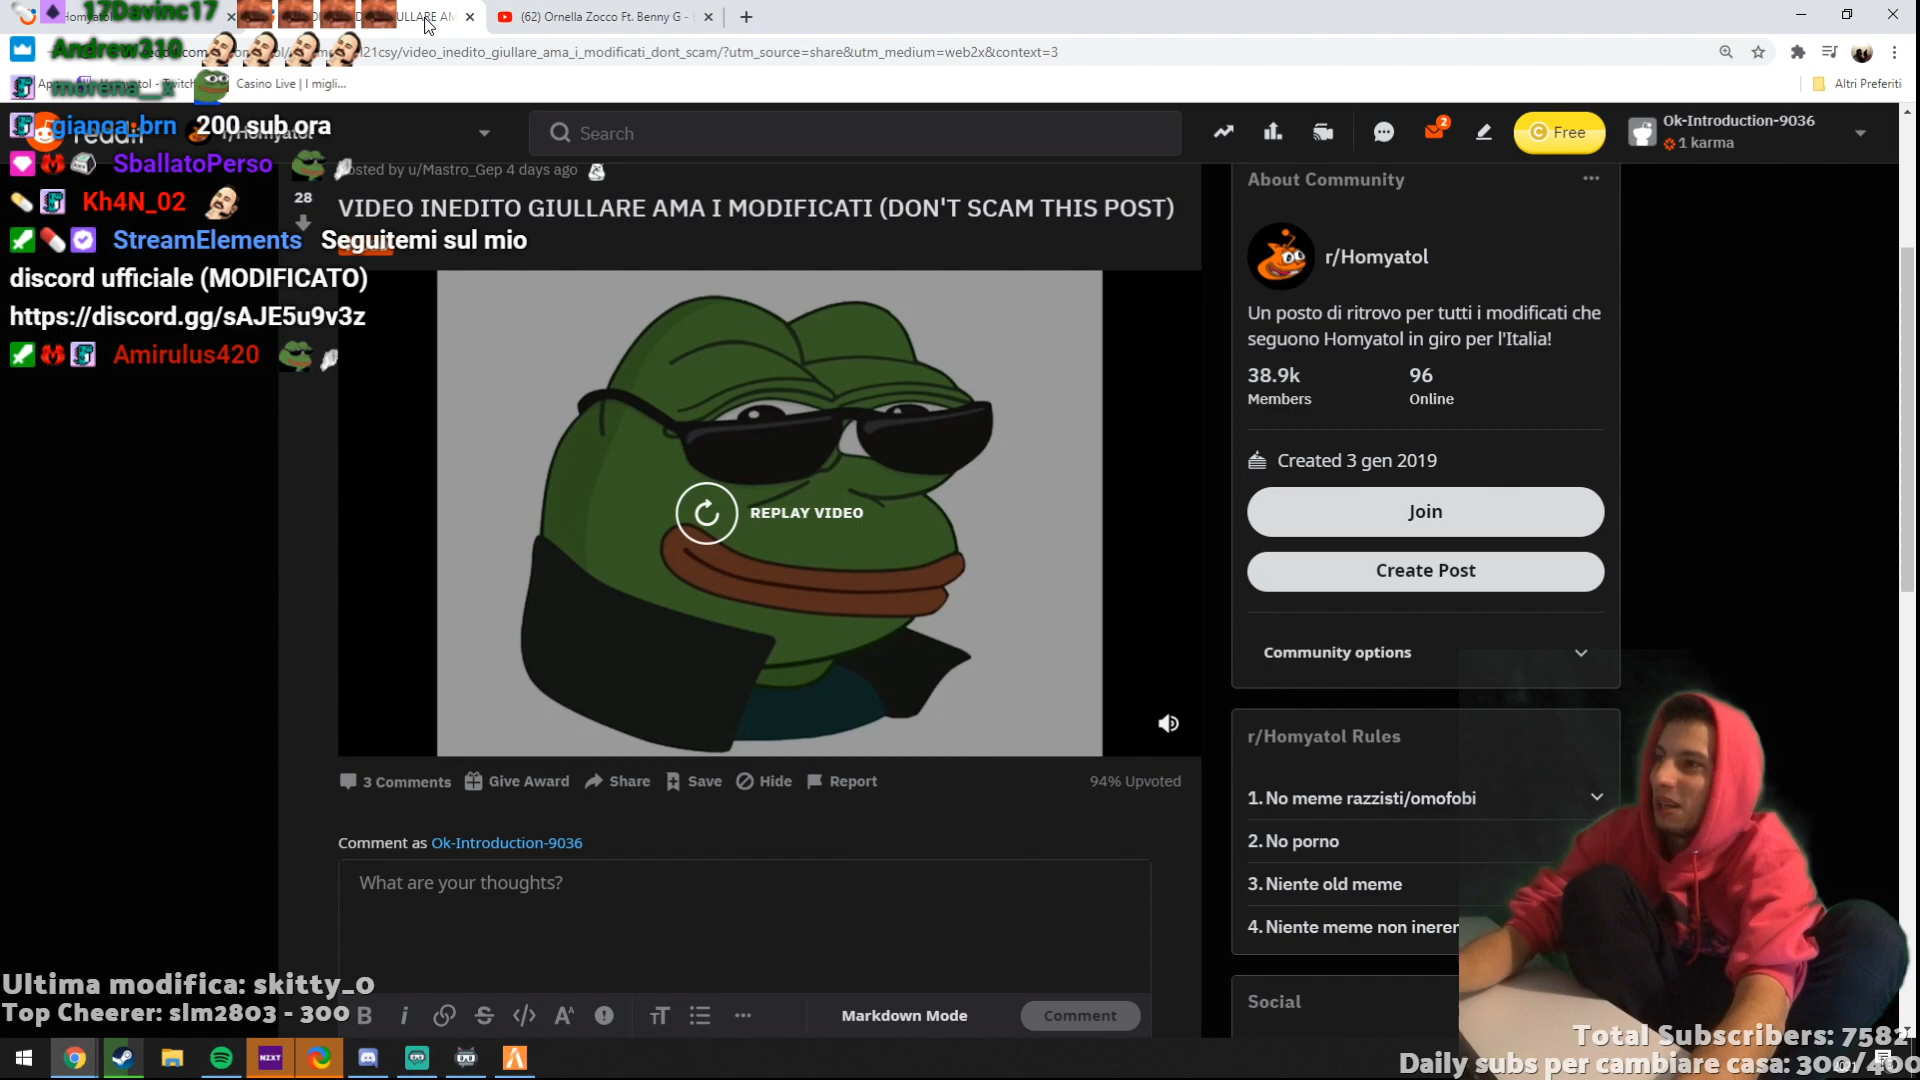 17Davinc17
(62) Ornella Zocco Ft. Benny G -
Andrew310
21csy/video_inedito_giullare_ama_i_modificati_dont_scam/?utm_source=share&utm_medium=web2x&context=3
morena__x
Casino Live | I migli...
Altri Preferiti
gianga_brn 200 sub ora
Search
2
Free
Ok-Introduction-9036
1 karma
SballatoPerso
posted by u/Mastro_Gep 4 days ago
About Community
Kh4N_02
28
VIDEO INEDITO GIULLARE AMA I MODIFICATI (DON'T SCAM THIS POST)
StreamElements Seguitemi sul mio
discord ufficiale (MODIFICATO)
https://discord.gg/sAJE5u9v3z
Amirulus420
r/Homyatol
Un posto di ritrovo per tutti i modificati che
seguono Homyatol in giro per l'Italia!
38.9k
96
Members
Online
Created 3 gen 2019
Join
Create Post
Community options
REPLAY VIDEO
3 Comments Give Award Share Save Hide Report
94% Upvoted
r/Homyatol Rules
1. No meme razzisti/omofobi
2. No porno
3. Niente old meme
4. Niente meme non inerer
Comment as Ok-Introduction-9036
What are your thoughts?
Markdown Mode
Comment
Social
Ultima modifica: skitty_0
Top Cheerer: slm2803 - 300
NZXT
Total Subscribers: 7582
Daily subs per cambiare casa: 300/400